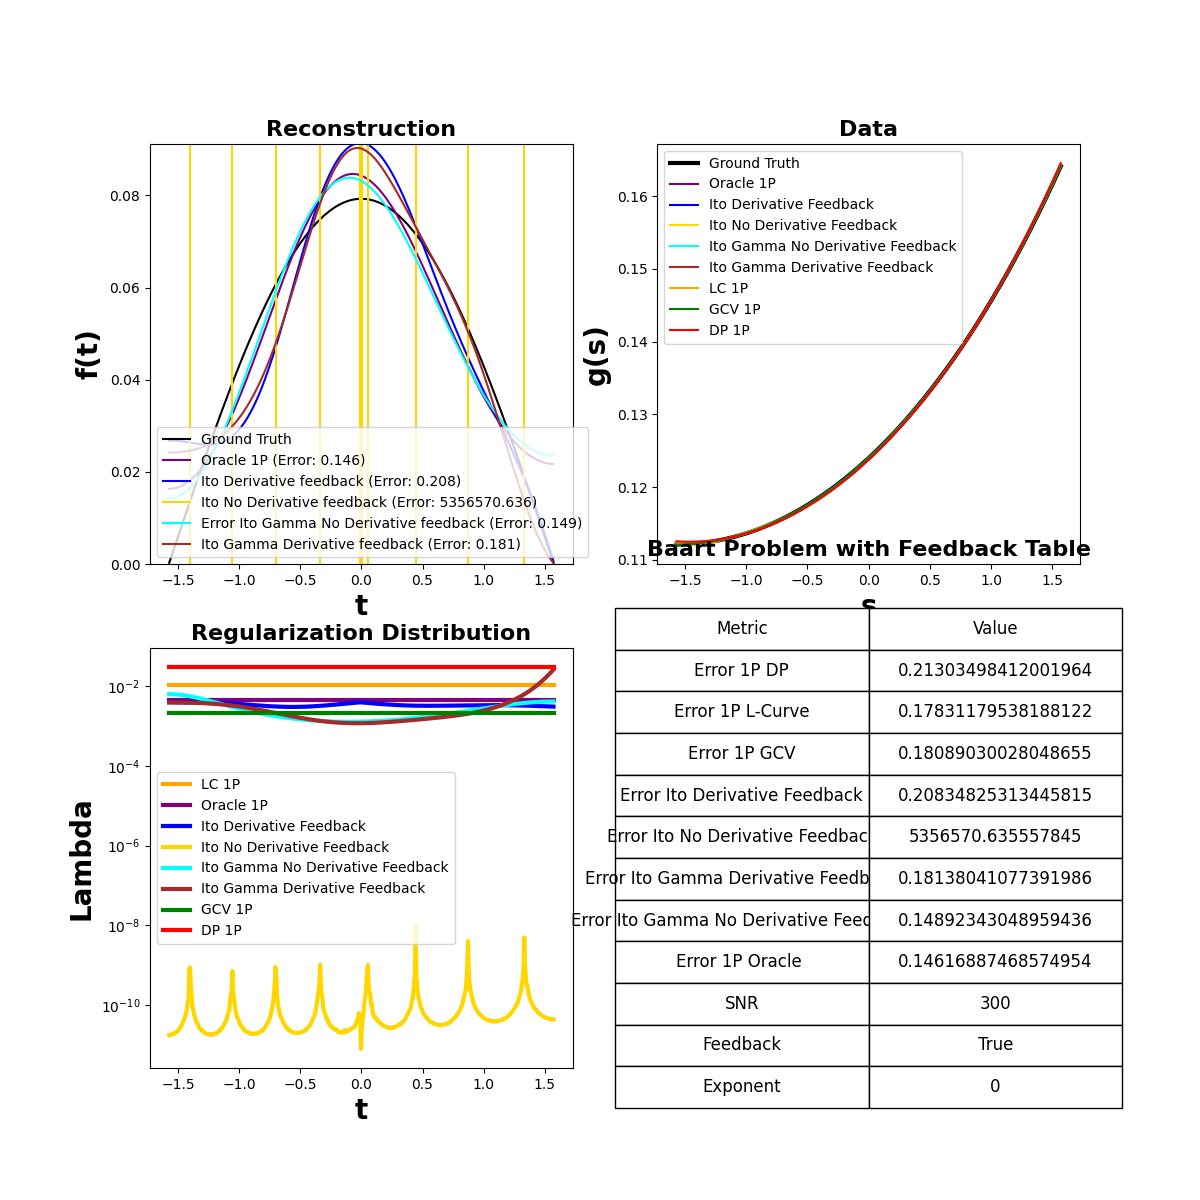 Reconstruction
f(t)
0.08
0.06
0.04
0.02
0.00
Ground Truth
Oracle 1P (Error: 0.146)
Ito Derivative feedback (Error: 0.208)
Ito No Derivative feedback (Error: 5356570.636)
Error Ito Gamma No Derivative feedback (Error: 0.149)
Ito Gamma Derivative feedback (Error: 0.181)
−1.5 −1.0 −0.5 0.0 0.5 1.0 1.5
t
Data
g(s)
0.16
0.15
0.14
0.13
0.12
0.11
Ground Truth
Oracle 1P
Ito Derivative Feedback
Ito No Derivative Feedback
Ito Gamma No Derivative Feedback
Ito Gamma Derivative Feedback
LC 1P
GCV 1P
DP 1P
−1.5 −1.0 −0.5 0.0 0.5 1.0 1.5
s
Regularization Distribution
Lambda
10−2
10−4
10−6
10−8
10−10
LC 1P
Oracle 1P
Ito Derivative Feedback
Ito No Derivative Feedback
Ito Gamma No Derivative Feedback
Ito Gamma Derivative Feedback
GCV 1P
DP 1P
−1.5 −1.0 −0.5 0.0 0.5 1.0 1.5
t
Baart Problem with Feedback Table
Metric Value
Error 1P DP 0.21303498412001964
Error 1P L-Curve 0.17831179538188122
Error 1P GCV 0.18089030028048655
Error Ito Derivative Feedback 0.20834825313445815
Error Ito No Derivative Feedbac 5356570.635557845
Error Ito Gamma Derivative Feedb 0.18138041077391986
Error Ito Gamma No Derivative Feed 0.14892343048959436
Error 1P Oracle 0.14616887468574954
SNR 300
Feedback True
Exponent 0